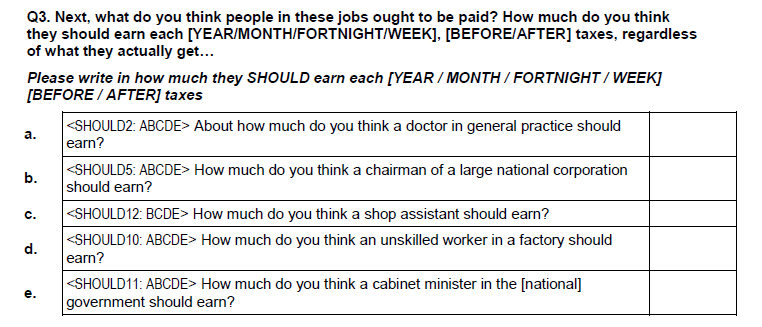 Q3. Next, what do you think people in these jobs ought to be paid? How much do you think
they should earn each [YEAR/MONTH/FORTNIGHT/WEEK], [BEFORE/AFTER] taxes, regardless
of what they actually get…
Please write in how much they SHOULD earn each [YEAR / MONTH / FORTNIGHT / WEEK]
[BEFORE / AFTER] taxes
a. <SHOULD2: ABCDE> About how much do you think a doctor in general practice should
earn?
b. <SHOULD5: ABCDE> How much do you think a chairman of a large national corporation
should earn?
c. <SHOULD12: BCDE> How much do you think a shop assistant should earn?
d. <SHOULD10: ABCDE> How much do you think an unskilled worker in a factory should
earn?
e. <SHOULD11: ABCDE> How much do you think a cabinet minister in the [national]
government should earn?